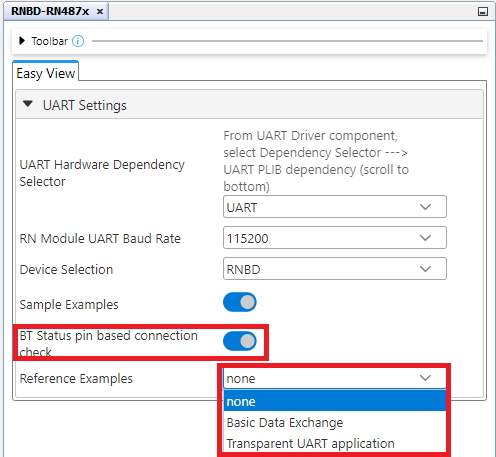 RNBD-RN487x ×
Toolbar
Easy View
UART Settings
From UART Driver component,
select Dependency Selector --->
UART Hardware Dependency
UART PLIB dependency (scroll to
Selector
bottom)
UART
RN Module UART Baud Rate
115200
Device Selection
RNBD
Sample Examples
BT Status pin based connection
check
Reference Examples
none
none
Basic Data Exchange
Transparent UART application